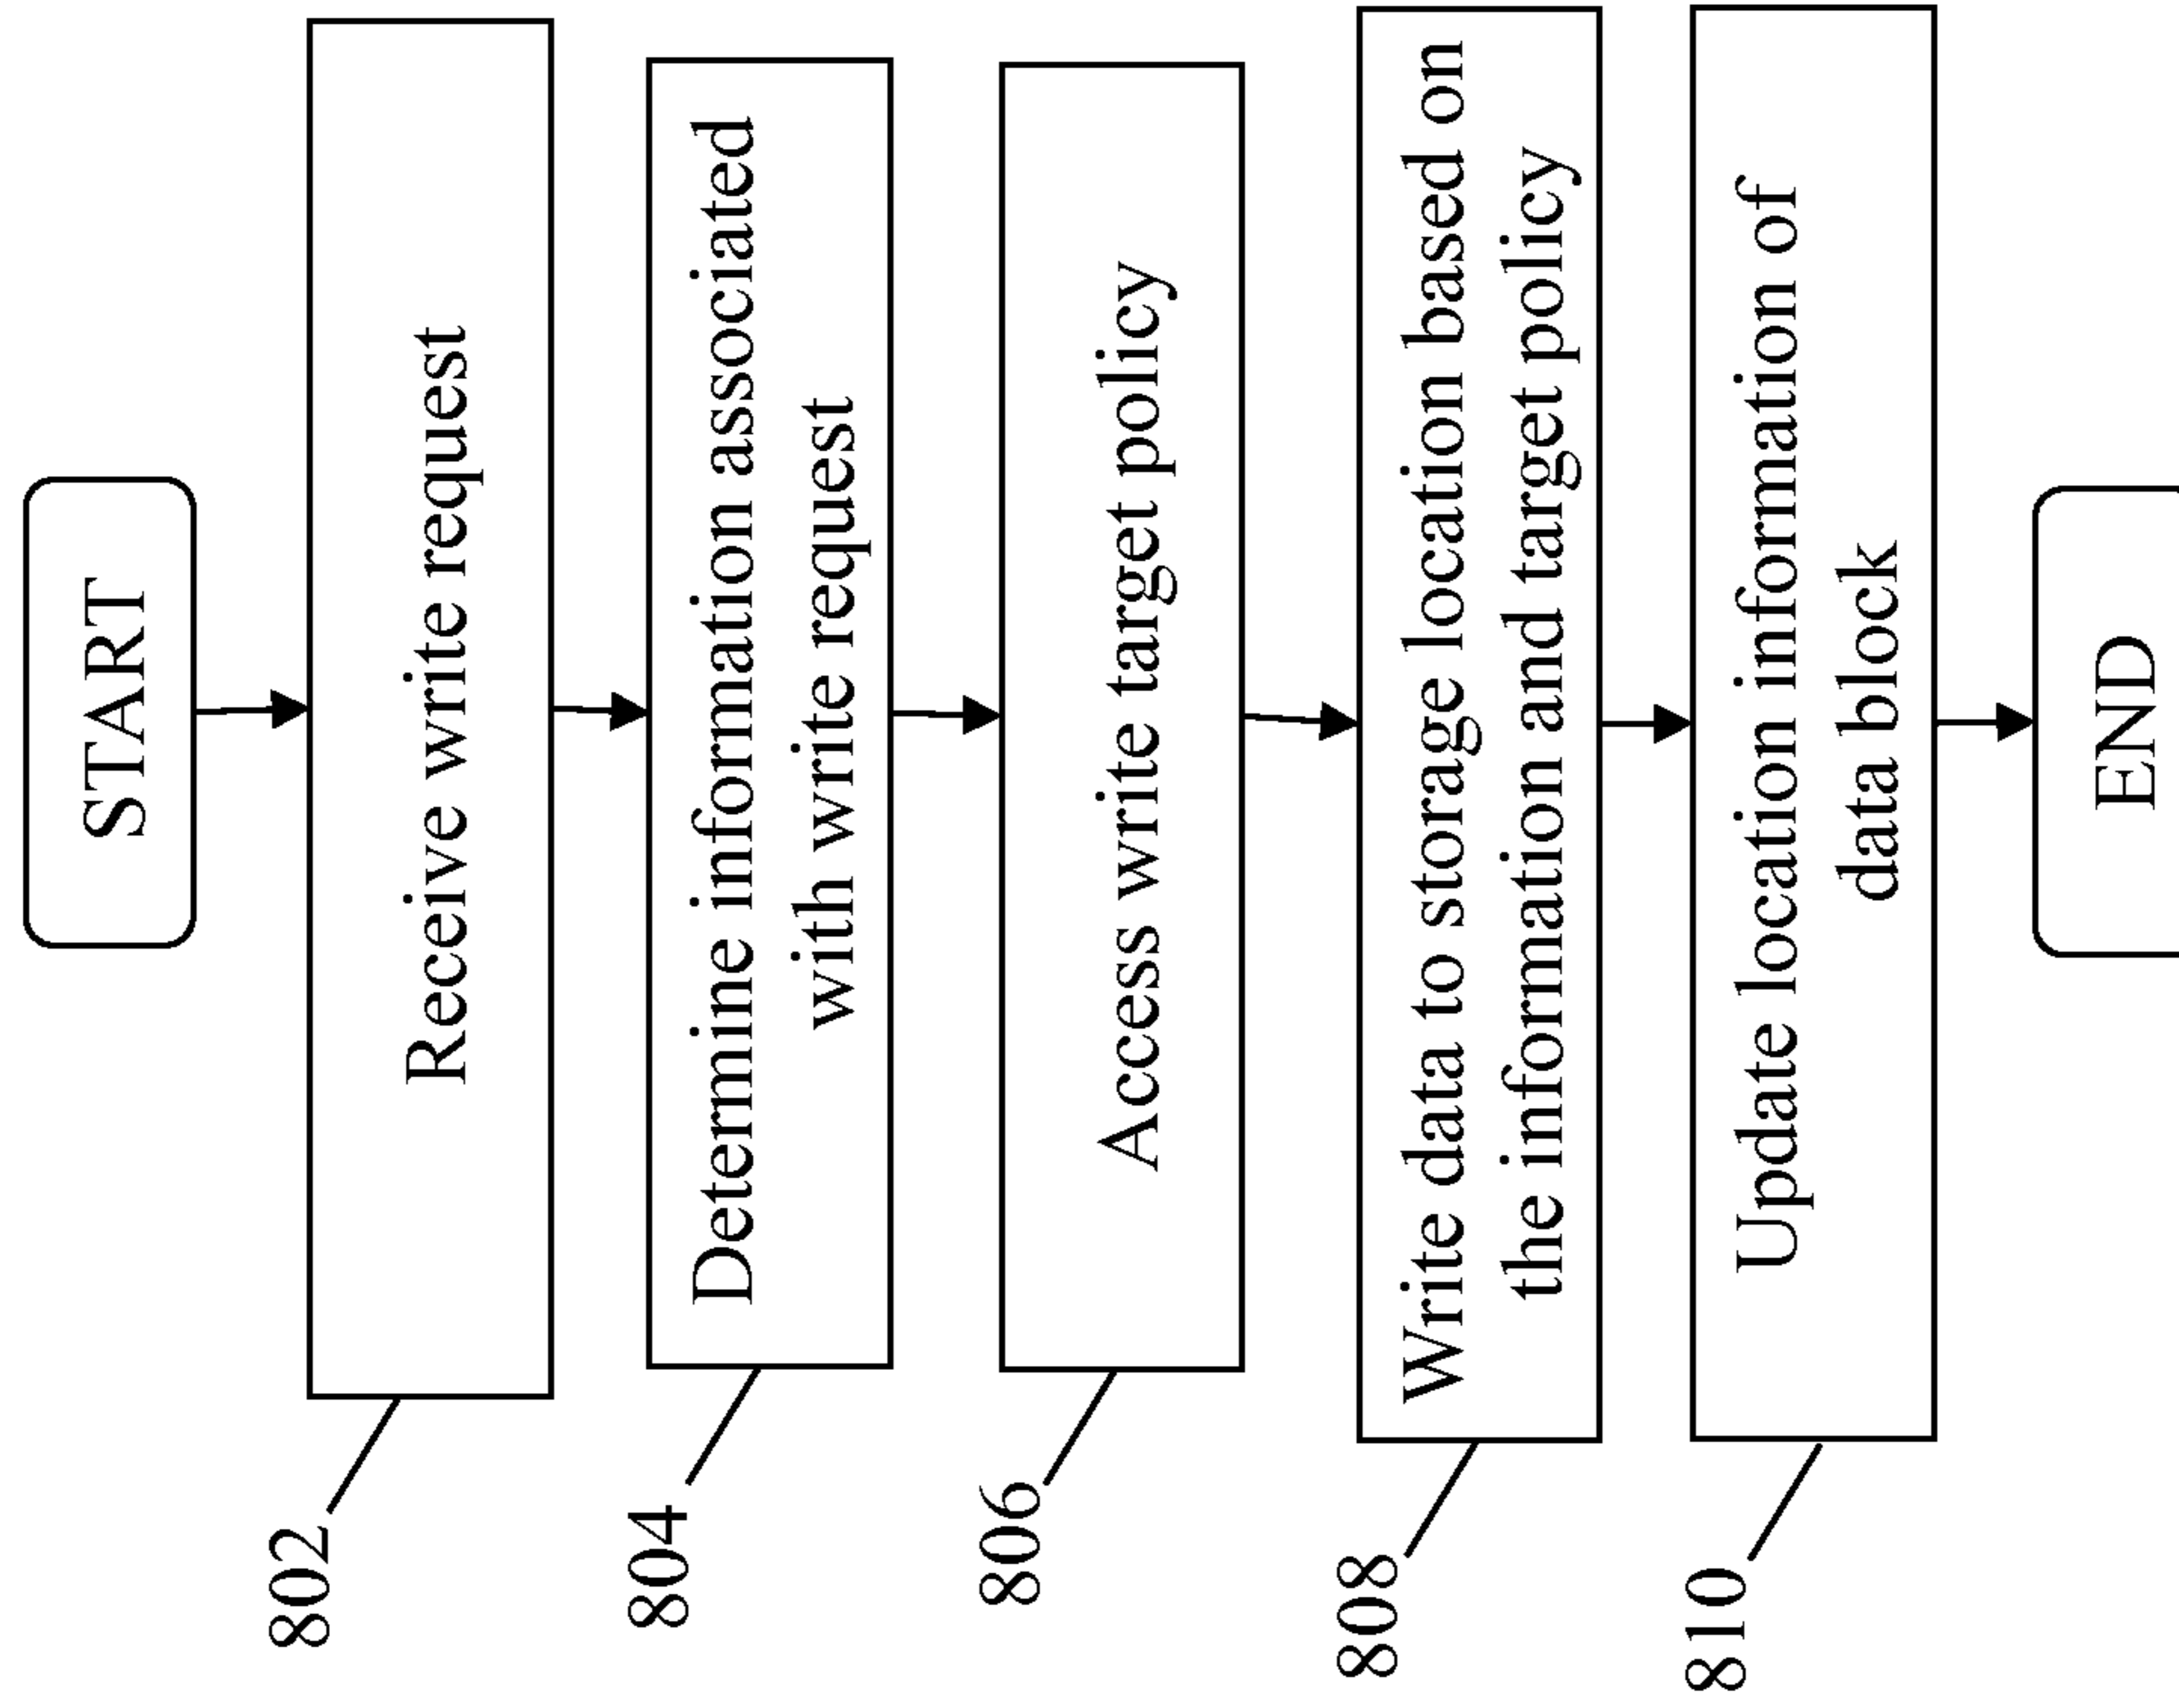 START
802
Receive write request
804
Determine information associated
with write request
806
Access write target policy
808
Write data to storage location based on
the information and target policy
810
Update location information of
data block
END